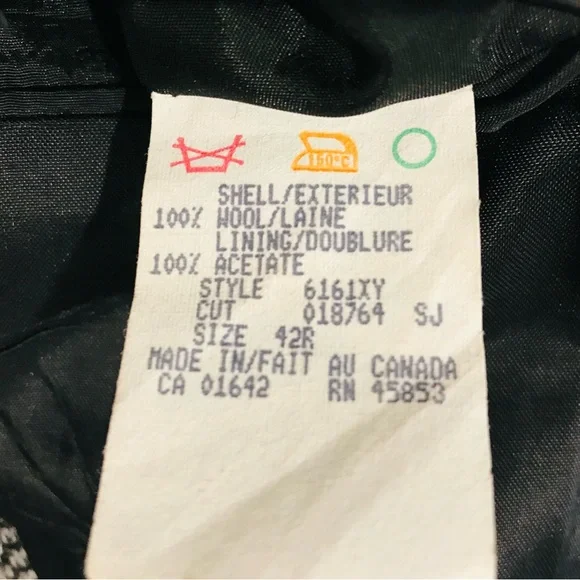 150°C
SHELL/EXTERIEUR
100% WOOL/LAINE
LINING/DOUBLURE
100% ACETATE
STYLE 6161XY
CUT 018764 SJ
SIZE 42R
MADE IN/FAIT AU CANADA
CA 01642 RN 45853